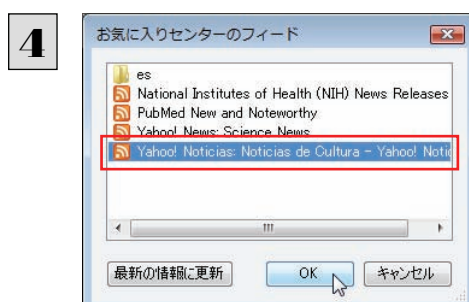 4
お気に入りセンターのフィード
es
National Institutes of Health (NIH) News Releases
PubMed New and Noteworthy
Yahoo! News: Science News
Yahoo! Noticias: Noticias de Cultura - Yahoo! Notic
最新の情報に更新 OK キャンセル